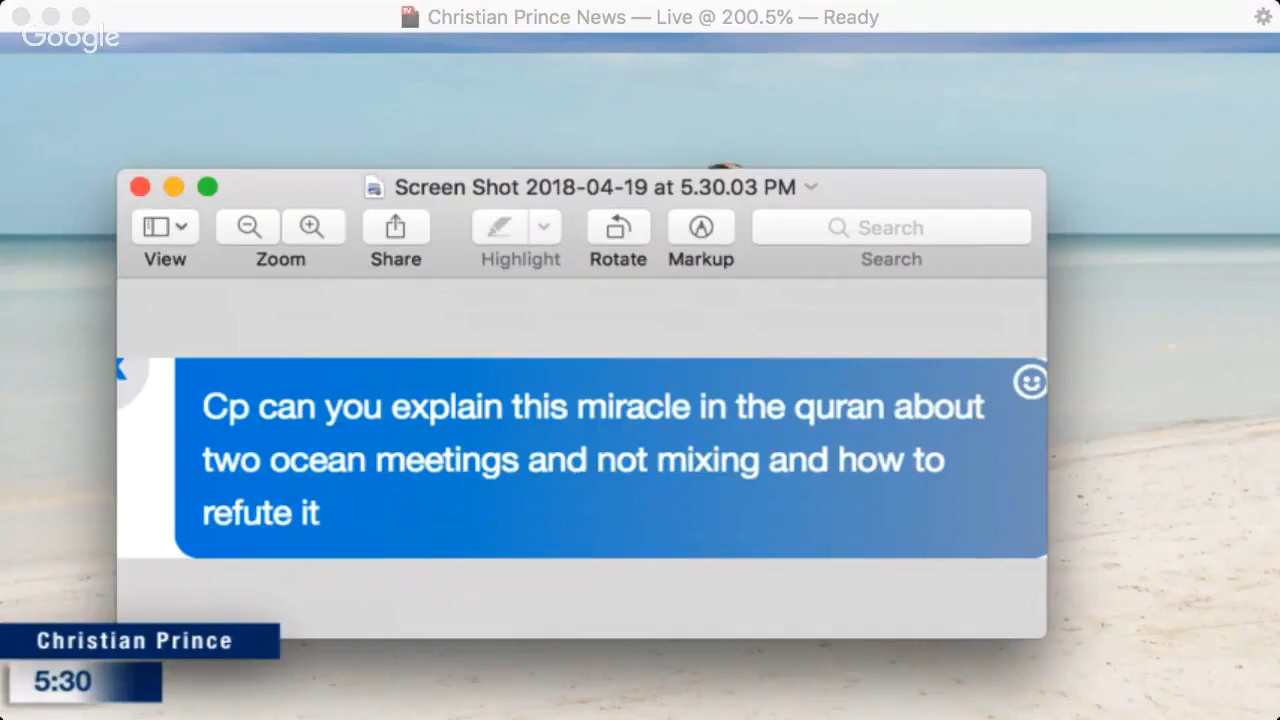 Christian Prince News — Live @ 200.5% — Ready
Google
Screen Shot 2018-04-19 at 5.30.03 PM
View
Zoom
Share
Highlight
Rotate
Markup
Search
Search
Cp can you explain this miracle in the quran about
two ocean meetings and not mixing and how to
refute it
Christian Prince
5:30